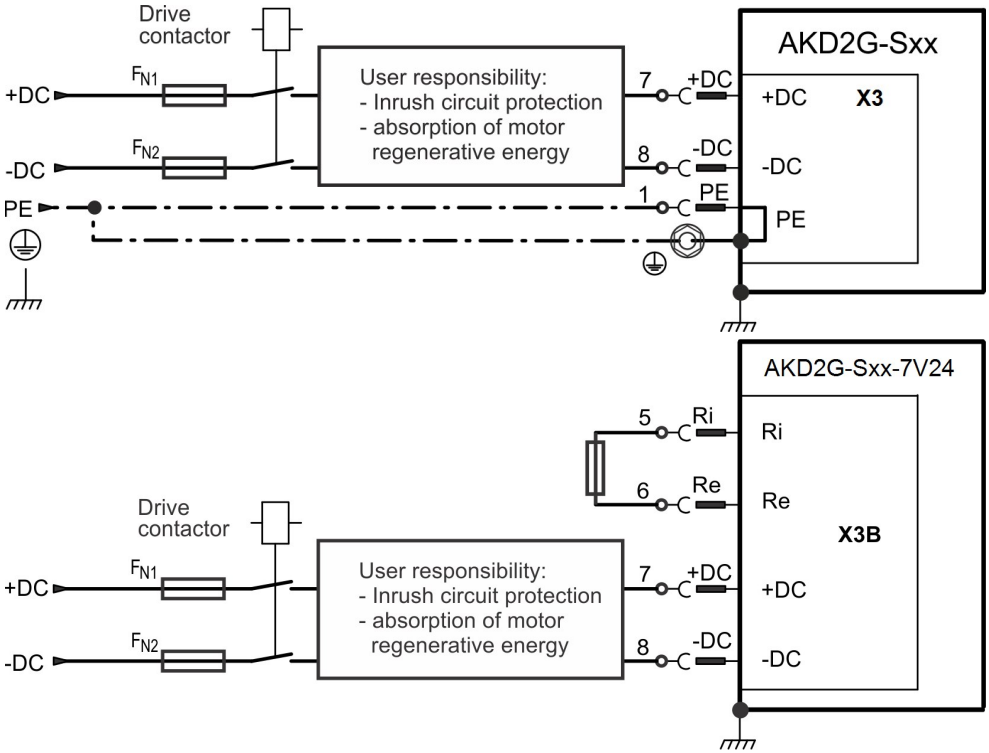 Drive
contactor
AKD2G-Sxx
FN1
User responsibility:
- Inrush circuit protection
- absorption of motor
regenerative energy
7
+DC
+DC
+DC
X3
FN2
8
-DC
-DC
-DC
1
PE
PE
PE
AKD2G-Sxx-7V24
5
Ri
Ri
6
Re
Re
X3B
Drive
contactor
FN1
User responsibility:
- Inrush circuit protection
- absorption of motor
regenerative energy
7
+DC
+DC
+DC
FN2
8
-DC
-DC
-DC